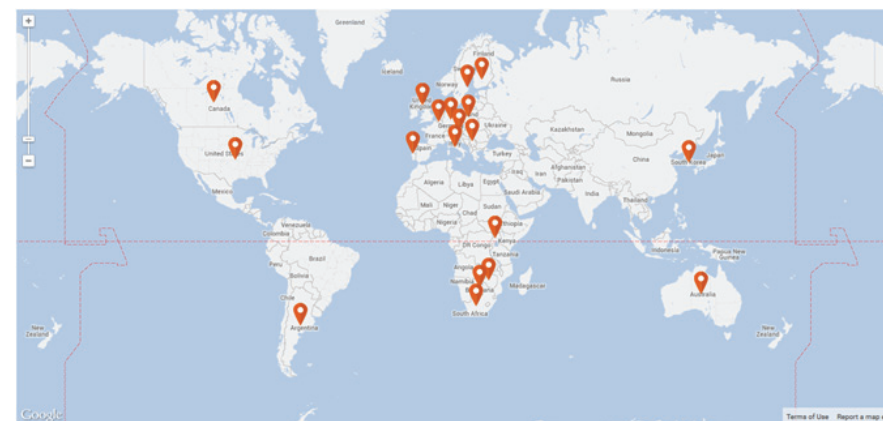 Greenland
Finland
Iceland
Norway
Russia
Canada
Kingdom
Ukraine
France
Kazakhstan
Mongolia
Spain
Turkey
United States
China
South Korea
Japan
Afghanistan
Iraq
Iran
Pakistan
Algeria
Libya
Egypt
Saudi Arabia
India
Mexico
Mali
Niger
Chad
Sudan
Thailand
Nigeria
Ethiopia
Venezuela
Colombia
Kenya
DR Congo
Indonesia
Papua New
Guinea
Tanzania
Peru
Brazil
Angola
Bolivia
Namibia
Madagascar
Chile
Australia
South Africa
New
Zealand
Argentina
New
Zealand
Google
Terms of Use
Report a map